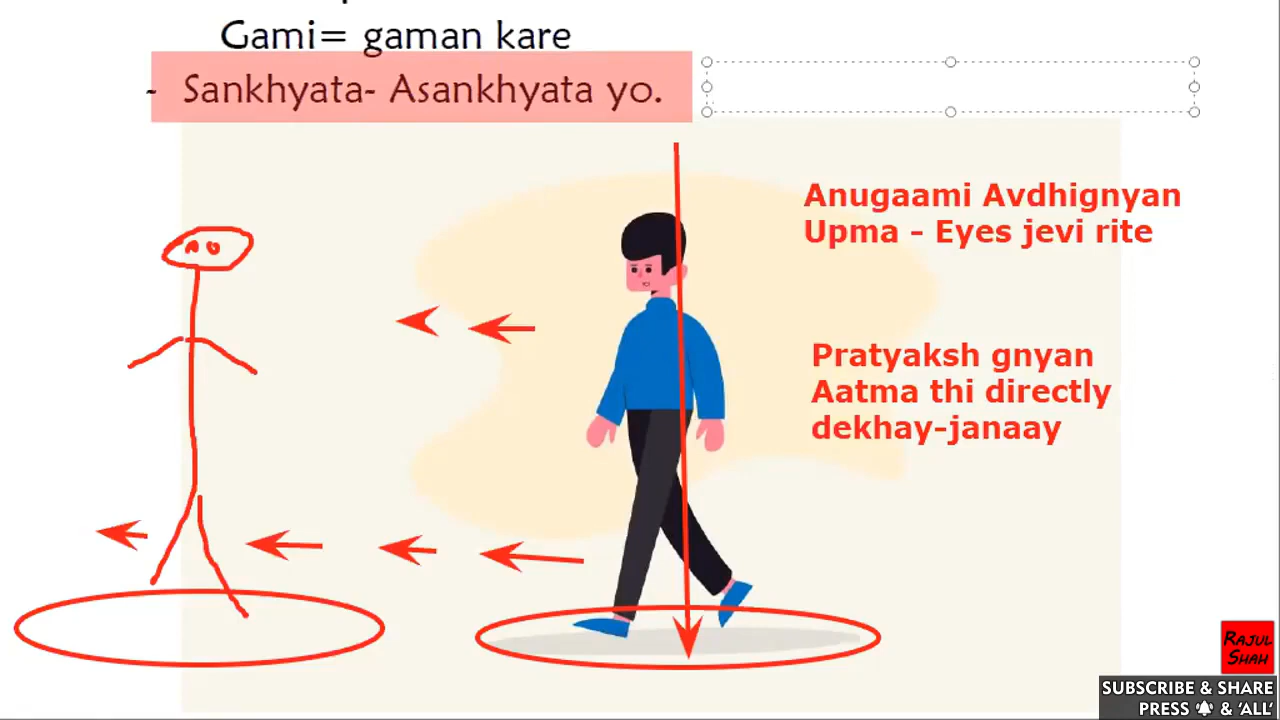 Gami= gaman kare
- Sankhyata- Asankhyata yo.
Anugaami Avdhignyan
Upma - Eyes jevi rite
Pratyaksh gnyan
Aatma thi directly
dekhay-janaay
RAJUL
SHAH
SUBSCRIBE & SHARE
PRESS 🔔 & 'ALL'